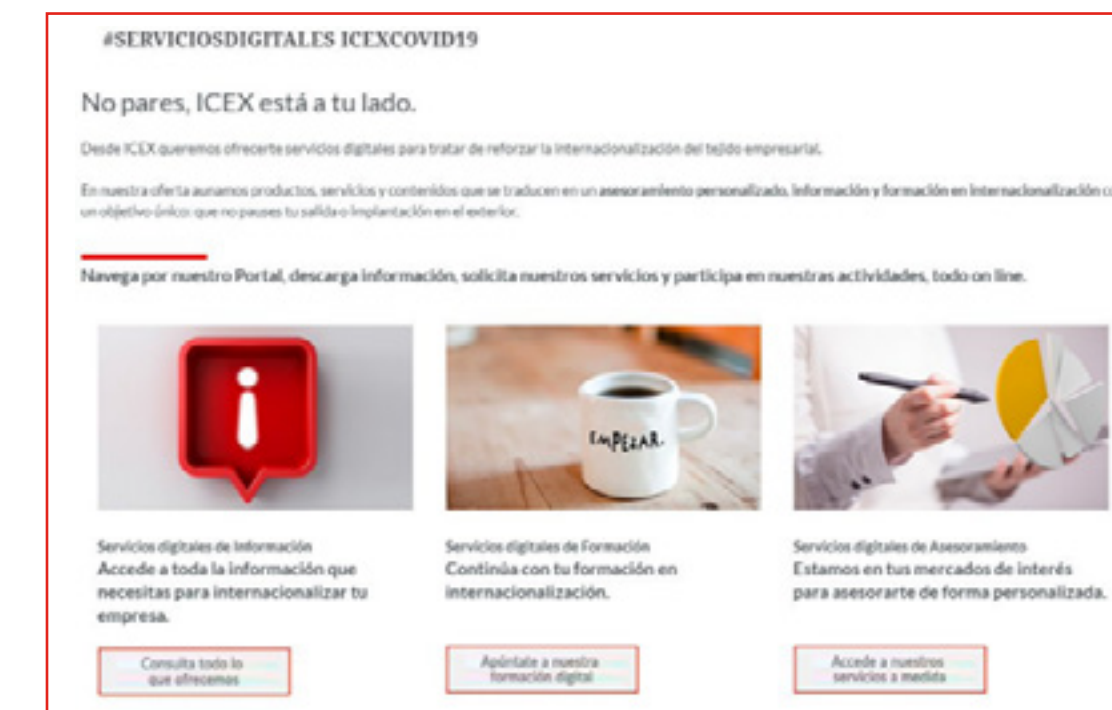 #SERVICIOSDIGITALES ICEXCOVID19
No pares, ICEX está a tu lado.
Desde ICEX queremos ofrecerte servicios digitales para tratar de reforzar la internacionalización del tejido empresarial.
En nuestra oferta aunamos productos, servicios y contenidos que se traducen en un asesoramiento personalizado, información y formación en internacionalización
un objetivo único: que no pauses tu salida o implantación en el exterior.
Navega por nuestro Portal, descarga información, solicita nuestros servicios y participa en nuestras actividades, todo on line.
EMPEZAR.
Servicios digitales de Información
Accede a toda la información que
necesitas para internacionalizar tu
empresa.
Consulta todo lo
que ofrecemos
Servicios digitales de Formación
Continúa con tu formación en
internacionalización.
Apúntate a nuestra
formación digital
Servicios digitales de Asesoramiento
Estamos en tus mercados de interés
para asesorarte de forma personalizada.
Accede a nuestros
servicios a medida